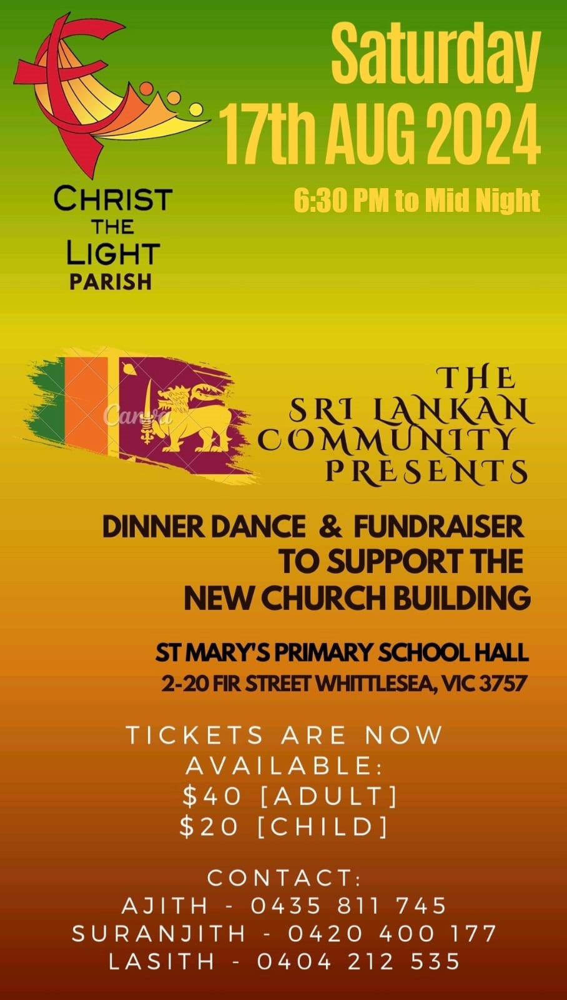 Saturday
17th AUG 2024
6:30 PM to Mid Night
CHRIST
THE
LIGHT
PARISH
Canva
THE
SRI LANKAN
COMMUNITY
PRESENTS
DINNER DANCE & FUNDRAISER
TO SUPPORT THE
NEW CHURCH BUILDING
ST MARY'S PRIMARY SCHOOL HALL
2-20 FIR STREET WHITTLESEA, VIC 3757
TICKETS ARE NOW
AVAILABLE:
$40 [ADULT]
$20 [CHILD]
CONTACT:
AJITH - 0435 811 745
SURANJITH - 0420 400 177
LASITH - 0404 212 535